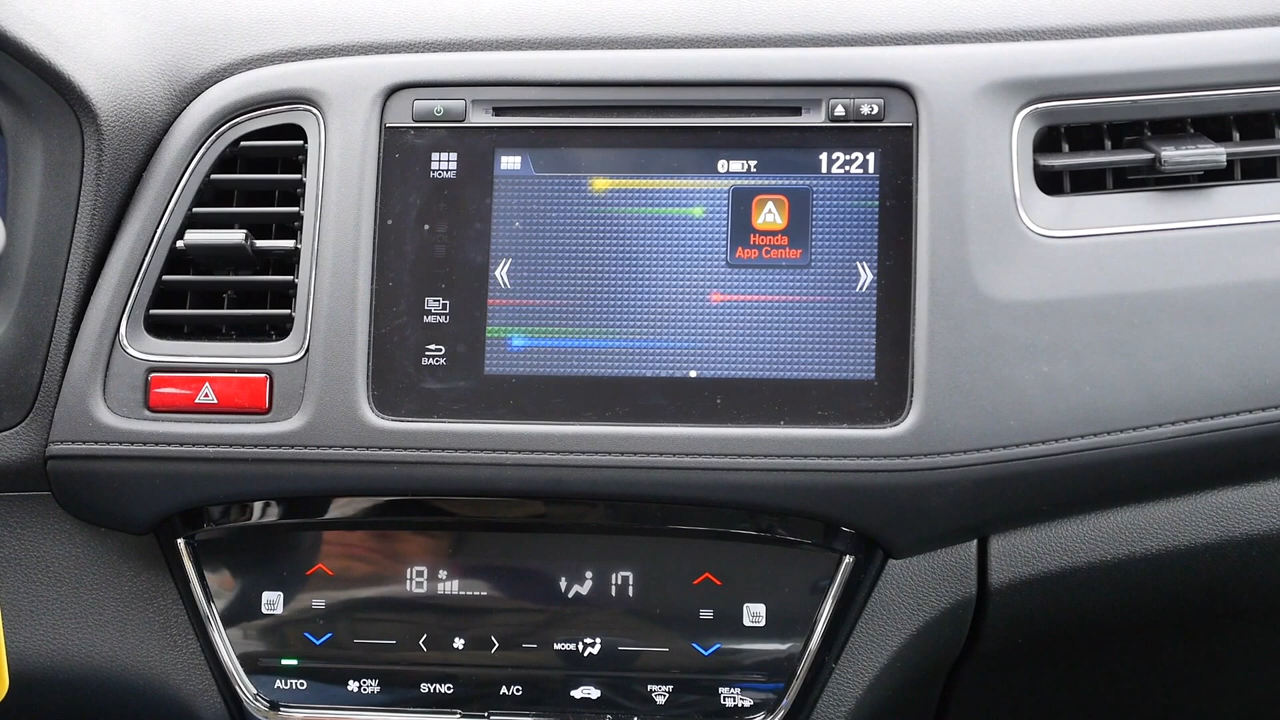 HOME
12:21
Honda
App Center
MENU
BACK
18
17
MODE
AUTO
ON/
OFF
SYNC
A/C
FRONT
REAR